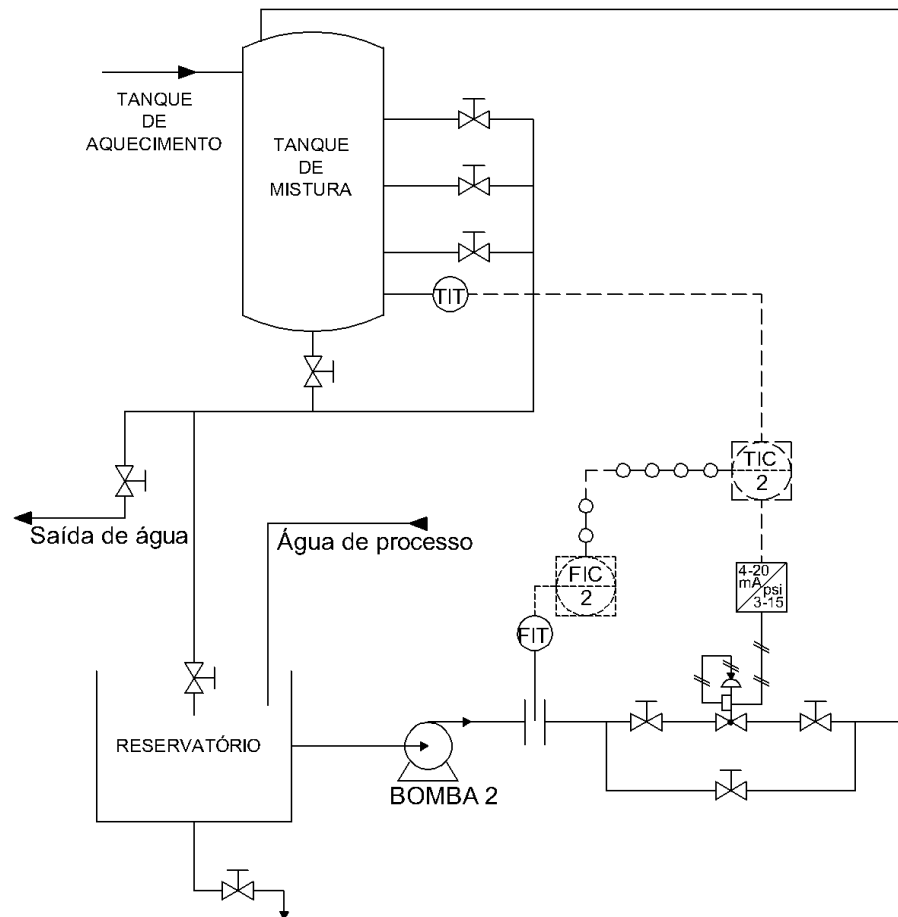 TANQUE
DE
AQUECIMENTO
TANQUE
DE
MISTURA
TIT
TIC
2
Saída de água
Água de processo
FIC
2
4-20
mA
psi
3-15
FIT
RESERVATÓRIO
BOMBA 2